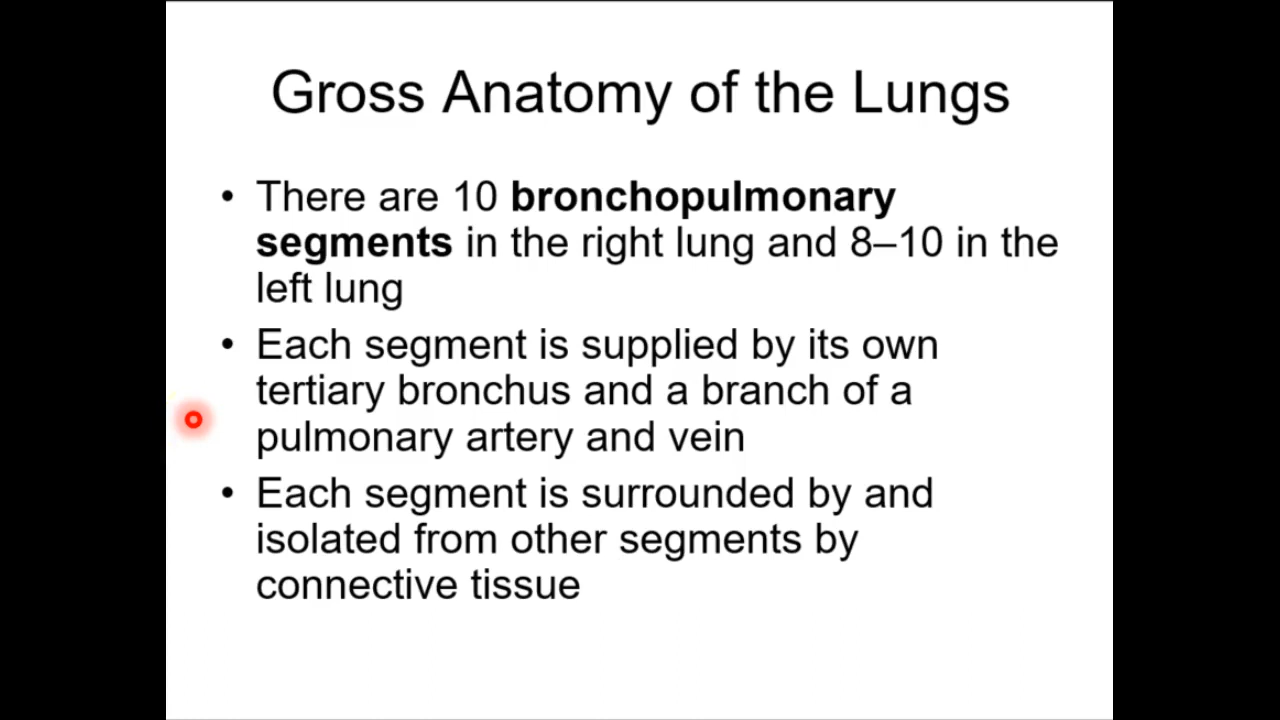 Gross Anatomy of the Lungs
• There are 10 bronchopulmonary
segments in the right lung and 8–10 in the
left lung
• Each segment is supplied by its own
tertiary bronchus and a branch of a
pulmonary artery and vein
• Each segment is surrounded by and
isolated from other segments by
connective tissue